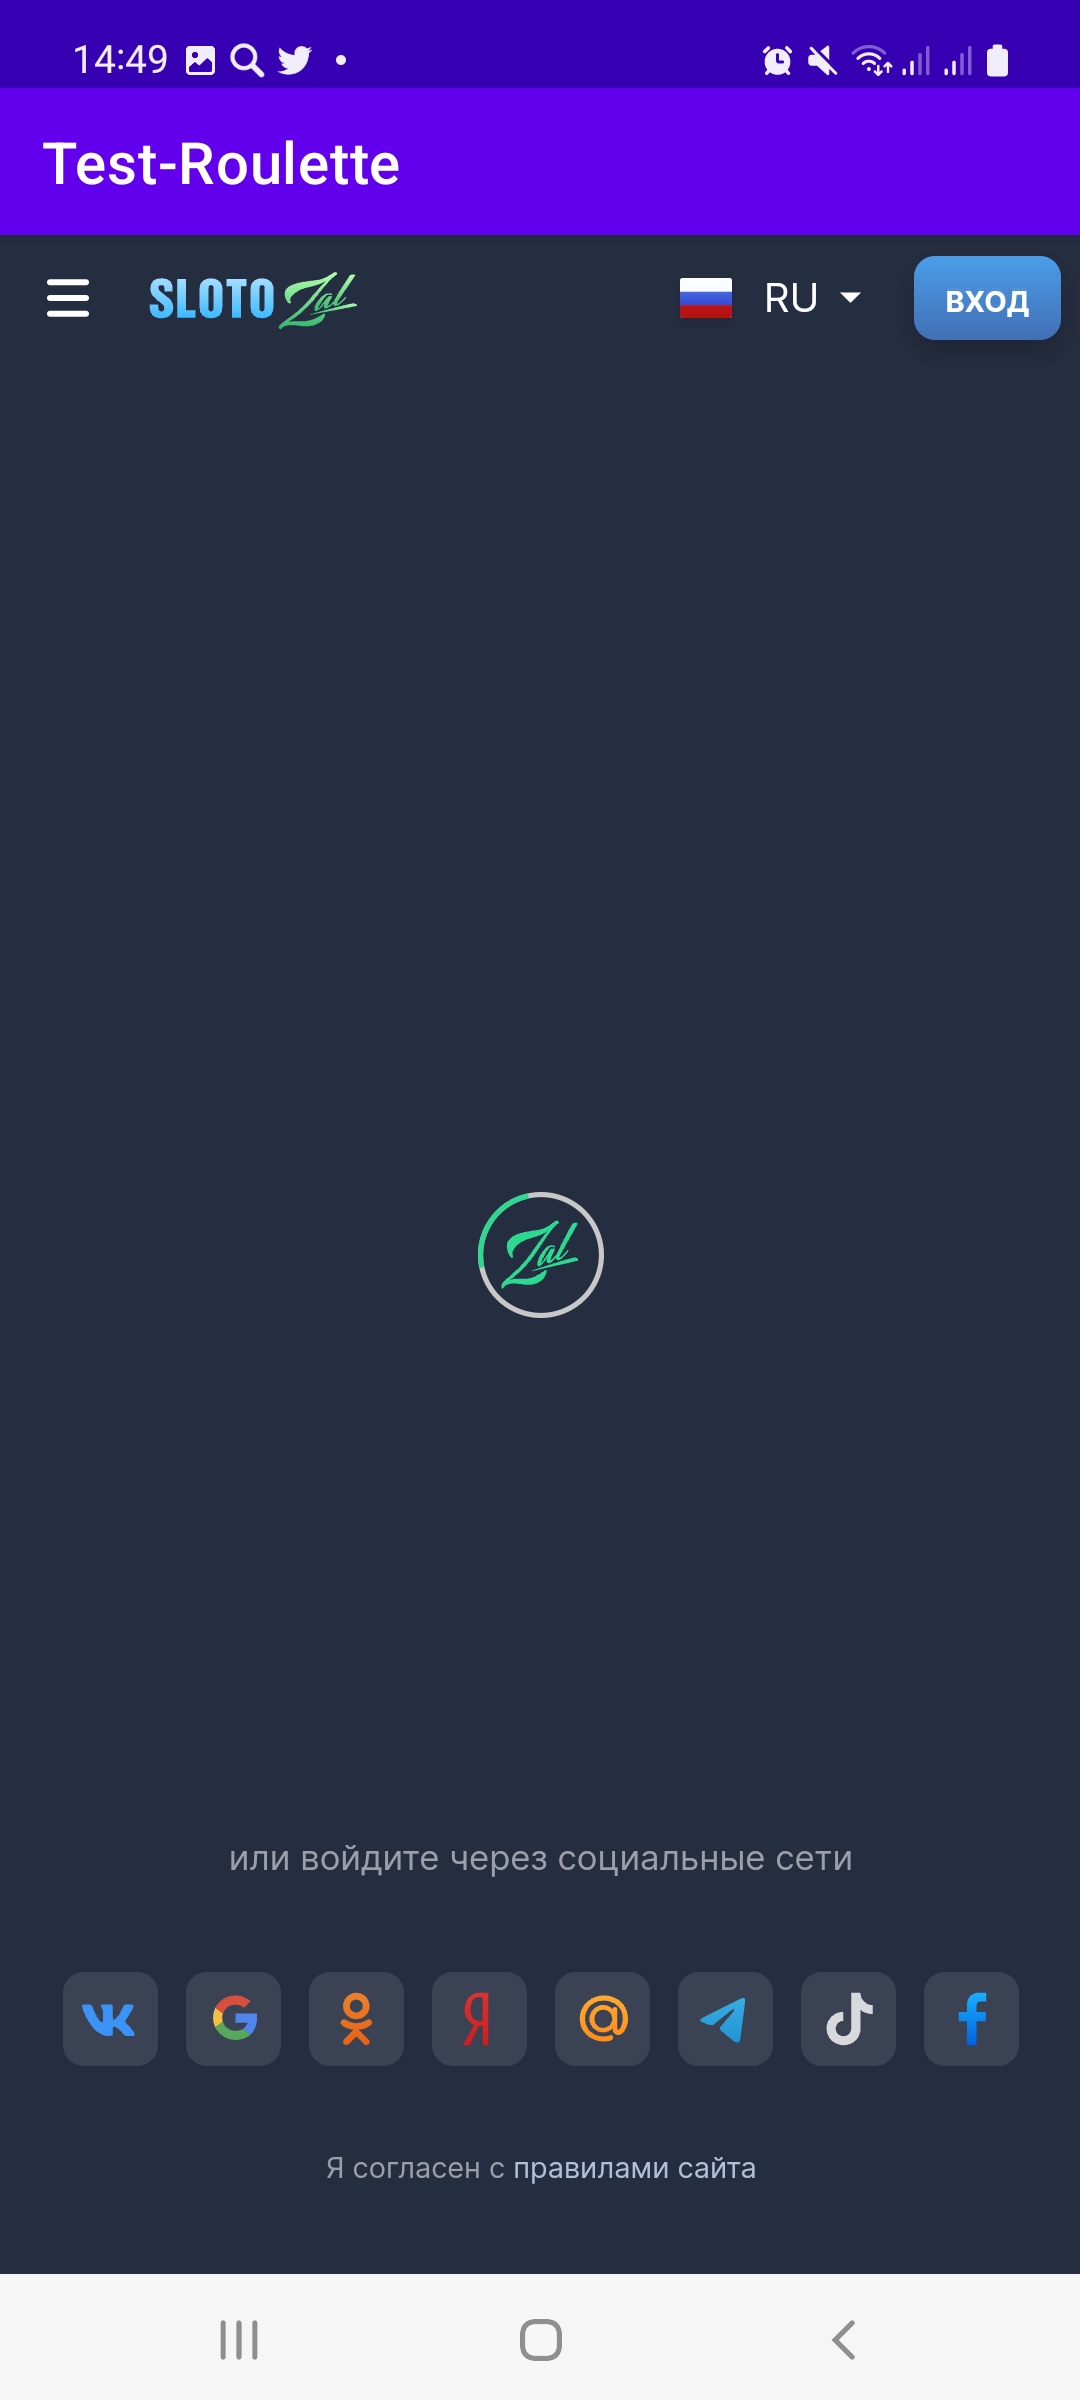 14:49
Test-Roulette
SLOTO Zal
RU
ВХОД
Zal
или войдите через социальные сети
Я согласен с правилами сайта